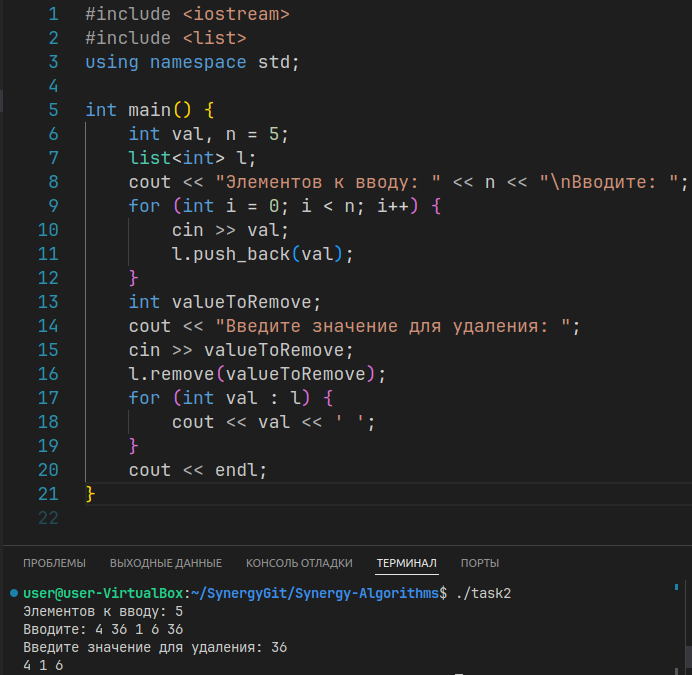 1 #include <iostream>
2 #include <list>
3 using namespace std;
4
5 int main() {
6     int val, n = 5;
7     list<int> l;
8     cout << "Элементов к вводу: " << n << "\nВводите: ";
9     for (int i = 0; i < n; i++) {
10         cin >> val;
11         l.push_back(val);
12     }
13     int valueToRemove;
14     cout << "Введите значение для удаления: ";
15     cin >> valueToRemove;
16     l.remove(valueToRemove);
17     for (int val : l) {
18         cout << val << ' ';
19     }
20     cout << endl;
21 }
22
ПРОБЛЕМЫ ВЫХОДНЫЕ ДАННЫЕ КОНСОЛЬ ОТЛАДКИ ТЕРМИНАЛ ПОРТЫ
user@user-VirtualBox:~/SynergyGit/Synergy-Algorithms$ ./task2
Элементов к вводу: 5
Вводите: 4 36 1 6 36
Введите значение для удаления: 36
4 1 6